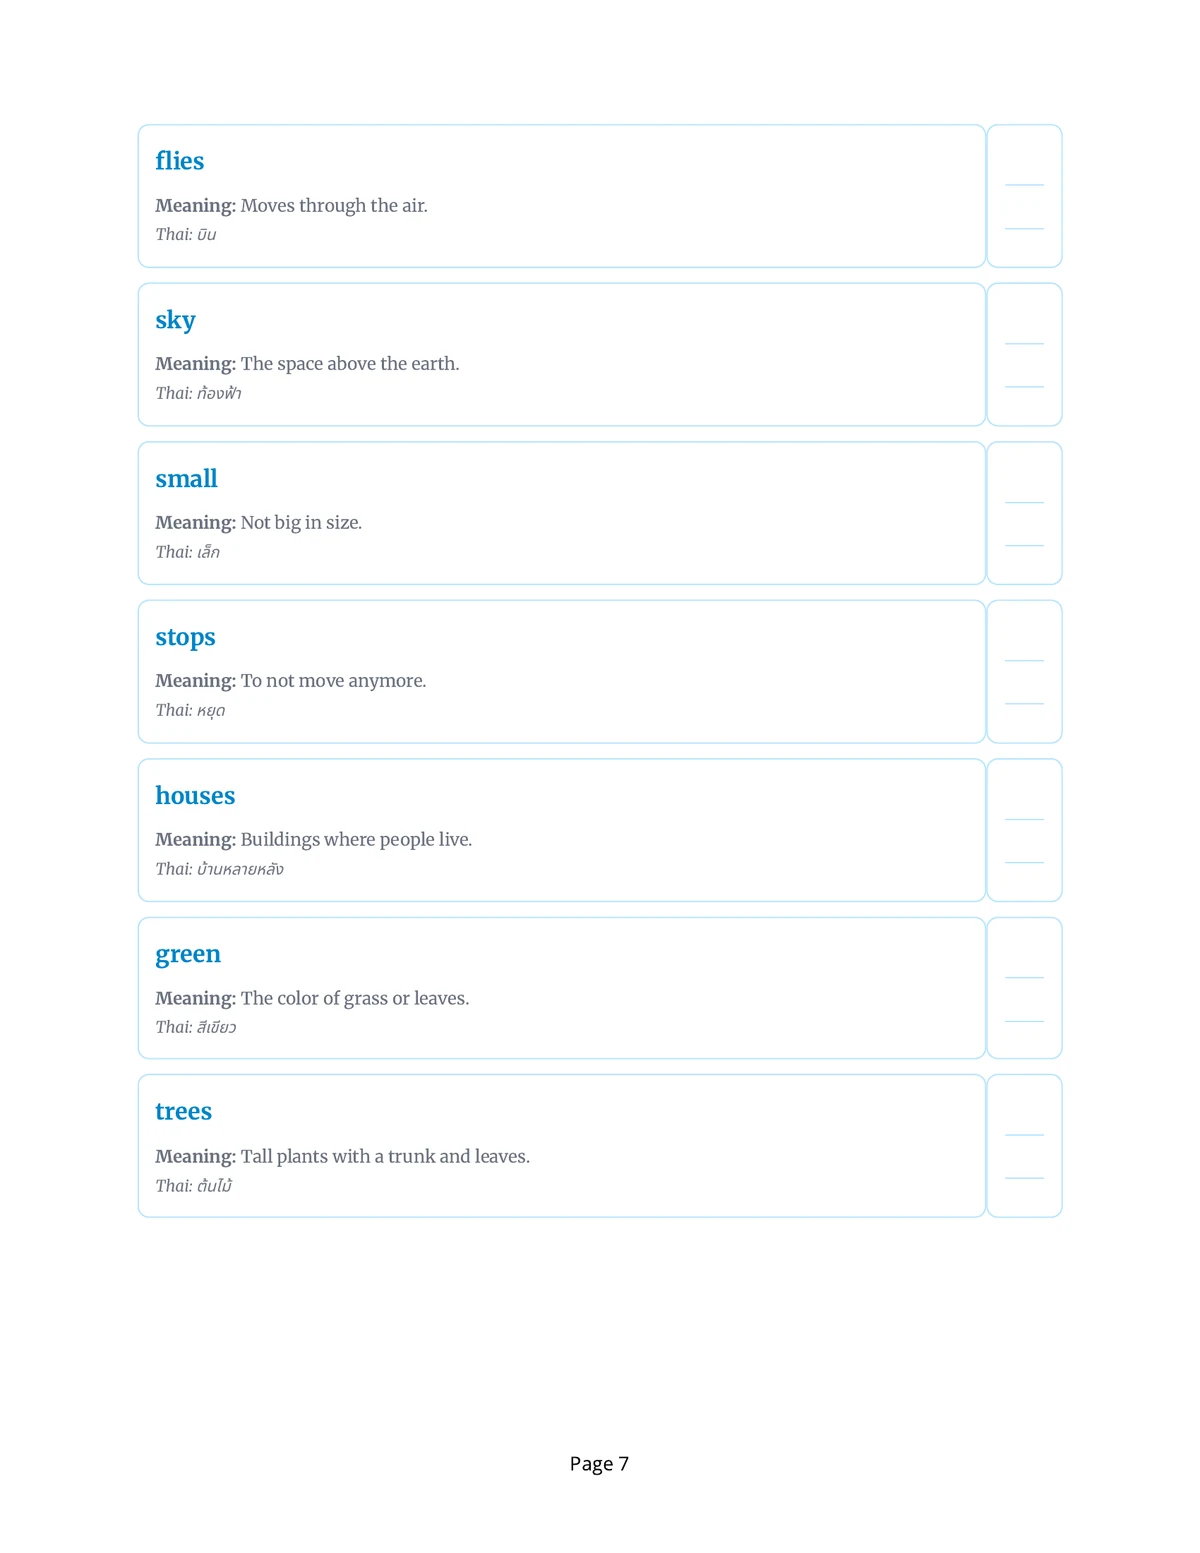 flies
Meaning: Moves through the air.
Thai: บิน
sky
Meaning: The space above the earth.
Thai: ท้องฟ้า
small
Meaning: Not big in size.
Thai: เล็ก
stops
Meaning: To not move anymore.
Thai: หยุด
houses
Meaning: Buildings where people live.
Thai: บ้านหลายหลัง
green
Meaning: The color of grass or leaves.
Thai: สีเขียว
trees
Meaning: Tall plants with a trunk and leaves.
Thai: ต้นไม้
Page 7